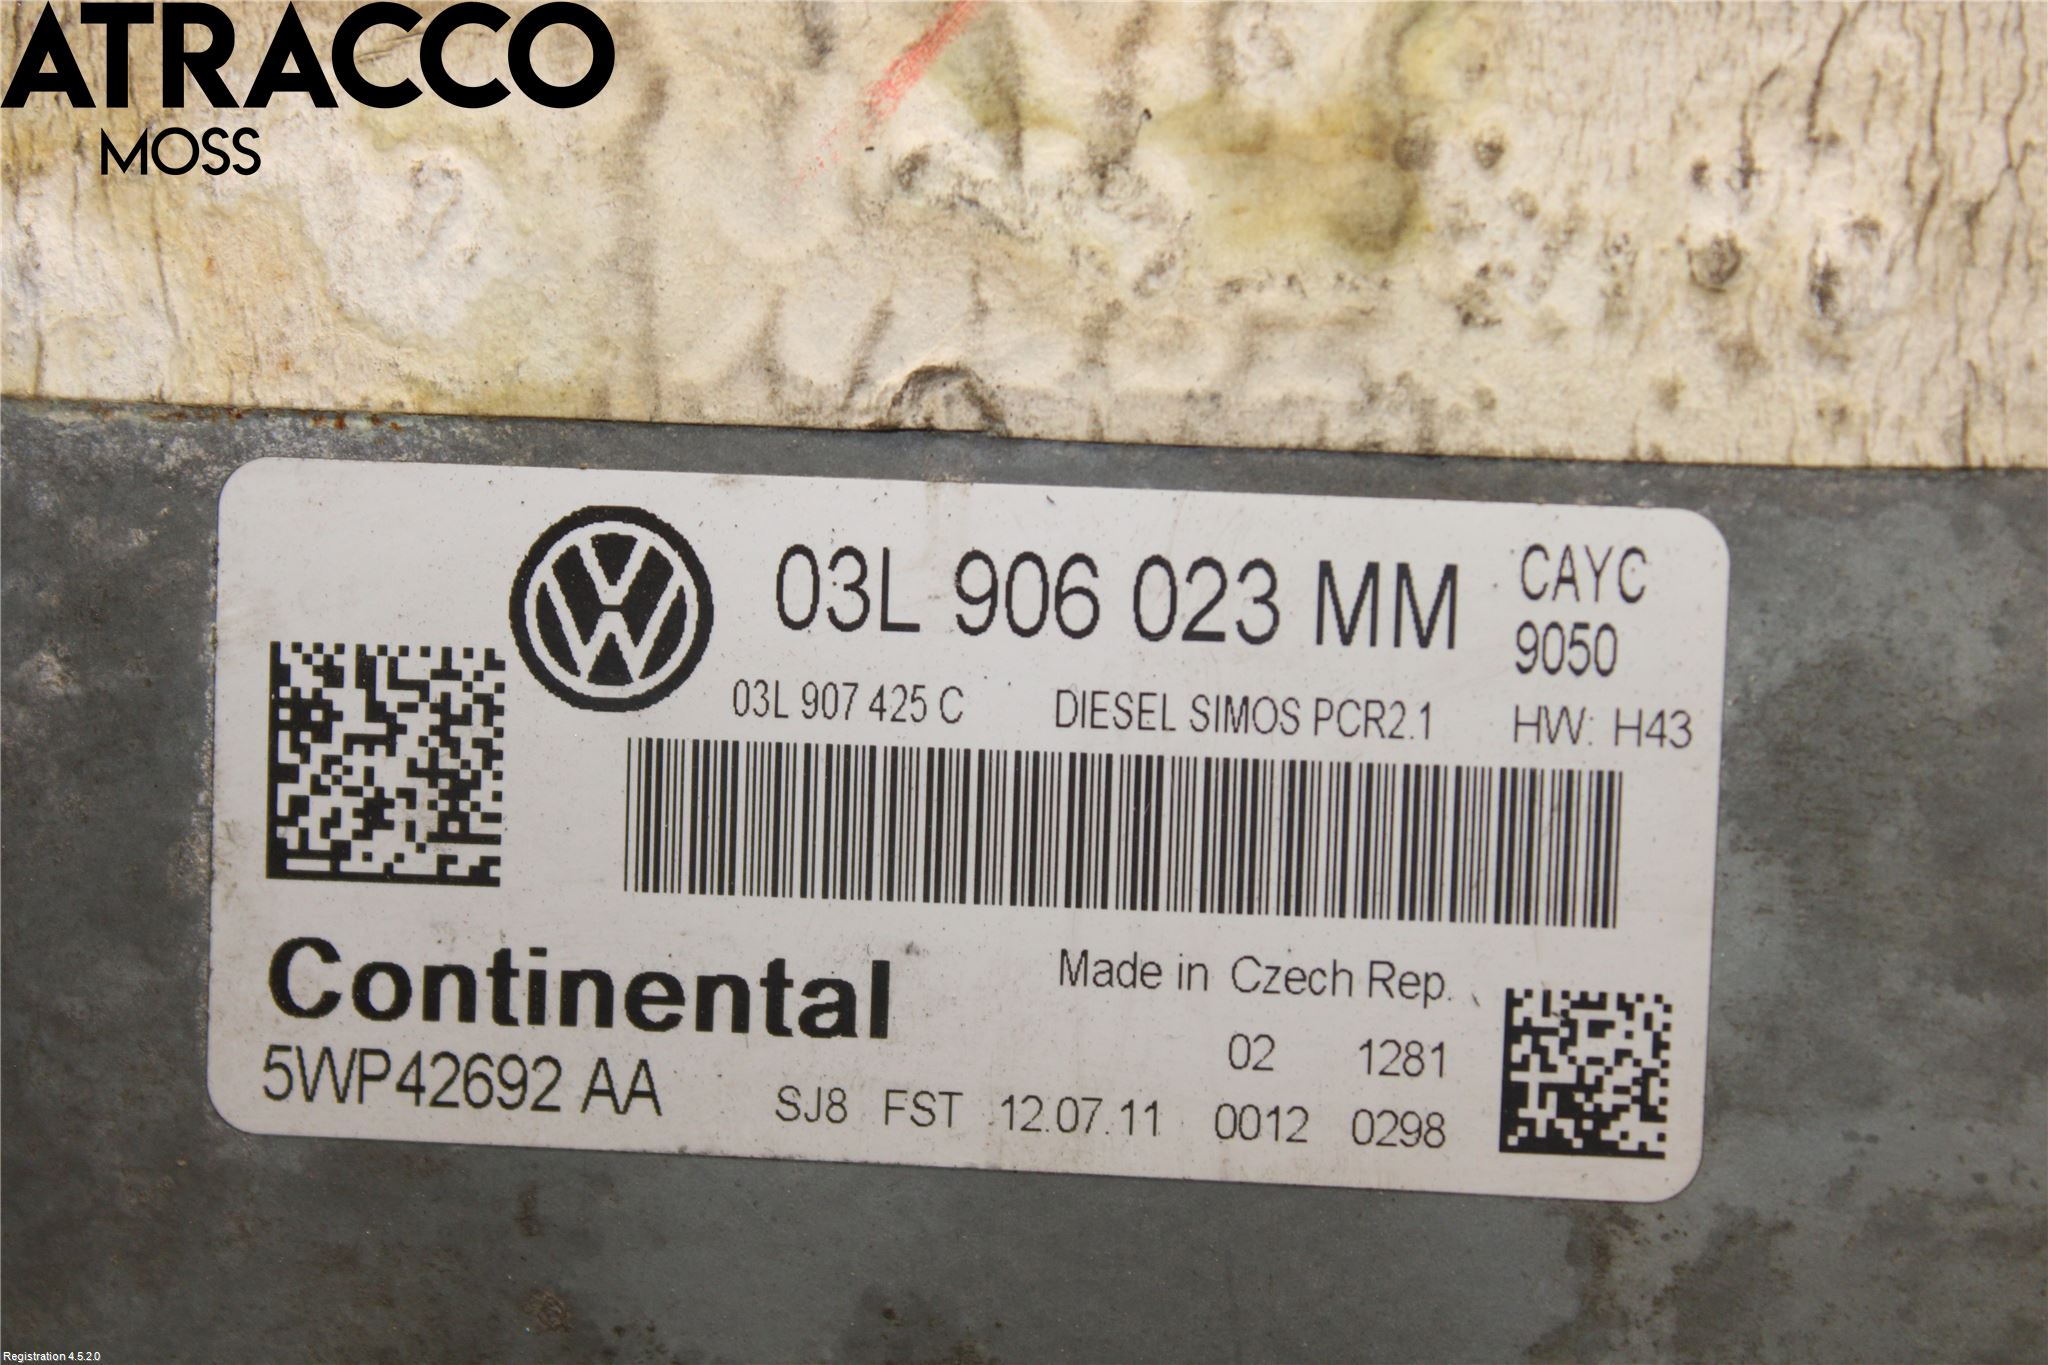 ATRACCO
MOSS
03L 906 023 MM
CAYC
9050
03L 907 425 C DIESEL SIMOS PCR2.1 HW: H43
Continental
Made in Czech Rep.
02 1281
5WP42692 AA
SJ8 FST 12.07.11 0012 0298
Registration 4.5.2.0